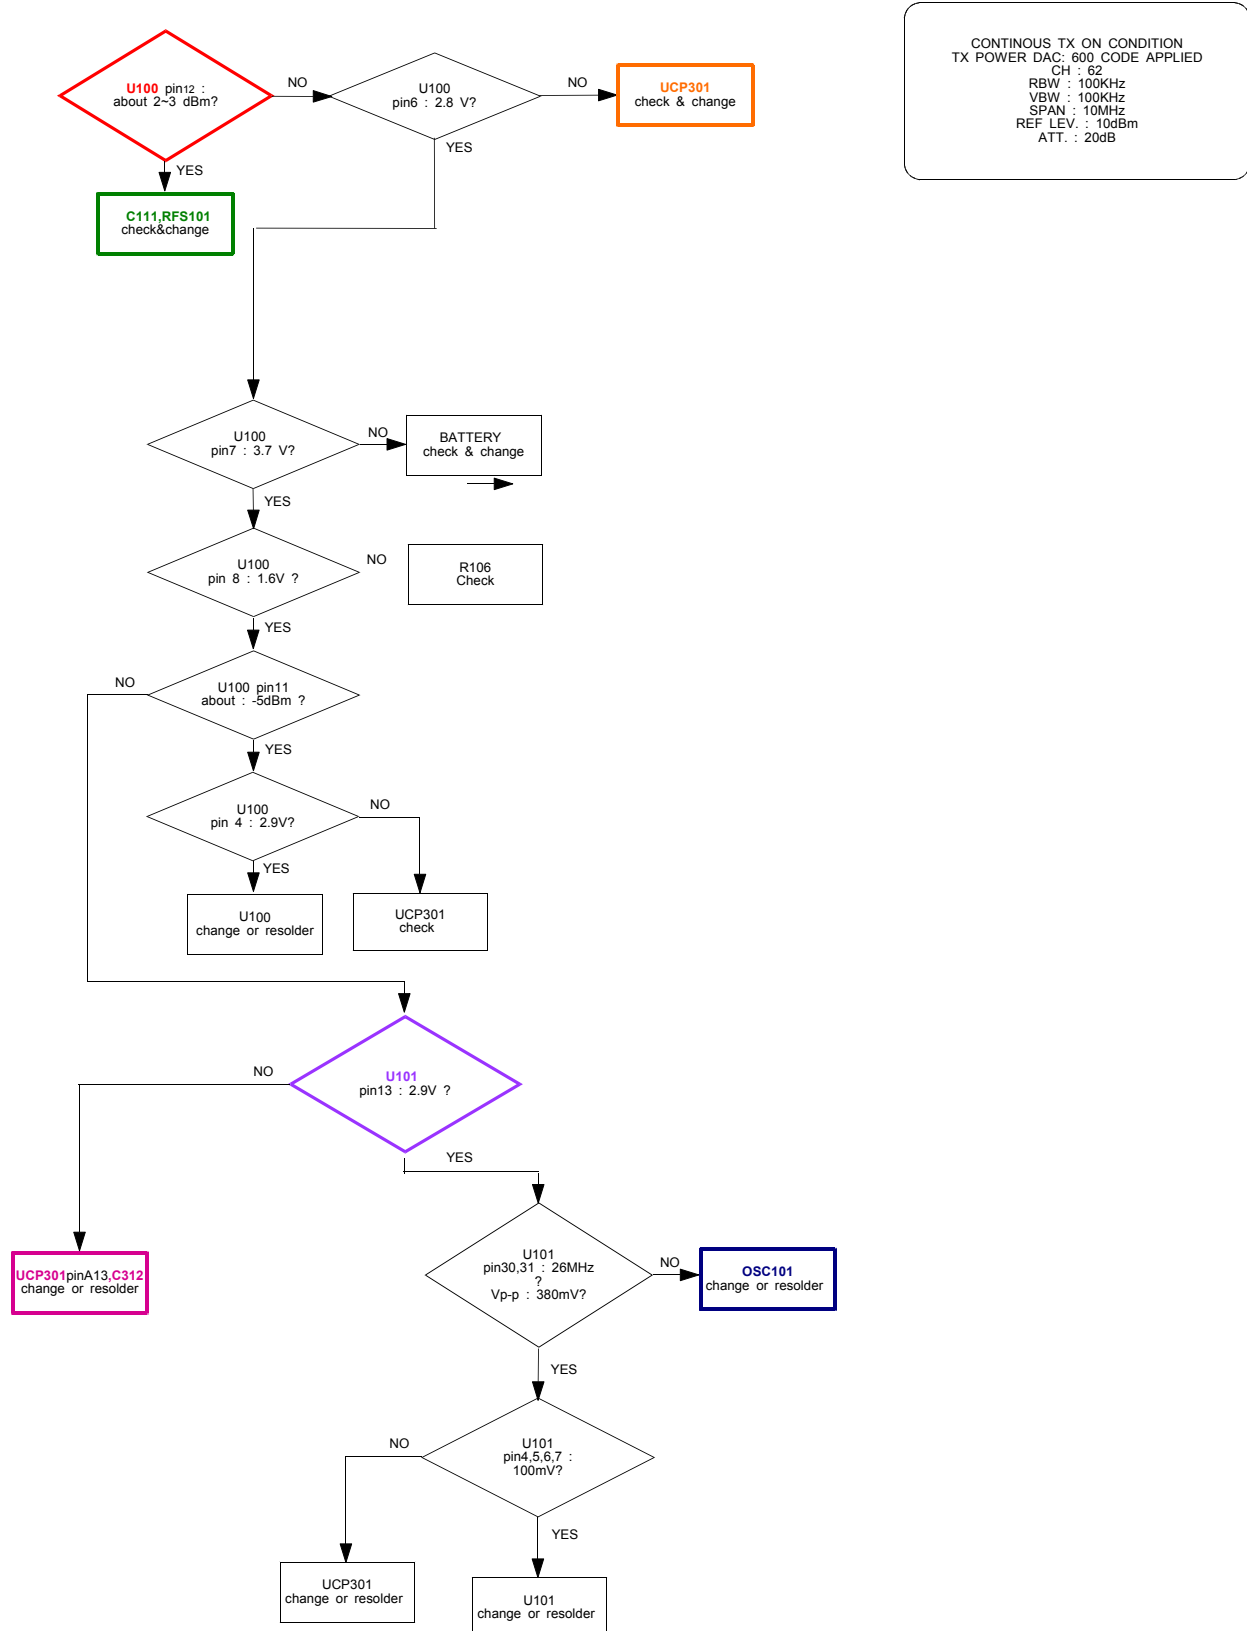 CONTINOUS TX ON CONDITION
TX POWER DAC: 600 CODE APPLIED
CH : 62
RBW : 100KHz
VBW : 100KHz
SPAN : 10MHz
REF LEV. : 10dBm
ATT. : 20dB
U100 pin12 :
about 2~3 dBm?
NO
U100
pin6 : 2.8 V?
NO
UCP301
check & change
YES
YES
C111,RFS101
check&change
U100
pin7 : 3.7 V?
NO
BATTERY
check & change
YES
U100
pin 8 : 1.6V ?
NO
R106
Check
YES
NO
U100 pin11
about : -5dBm ?
YES
U100
pin 4 : 2.9V?
NO
YES
U100
change or resolder
UCP301
check
NO
U101
pin13 : 2.9V ?
YES
UCP301pinA13,C312
change or resolder
U101
pin30,31 : 26MHz
?
Vp-p : 380mV?
NO
OSC101
change or resolder
YES
NO
U101
pin4,5,6,7 :
100mV?
YES
UCP301
change or resolder
U101
change or resolder